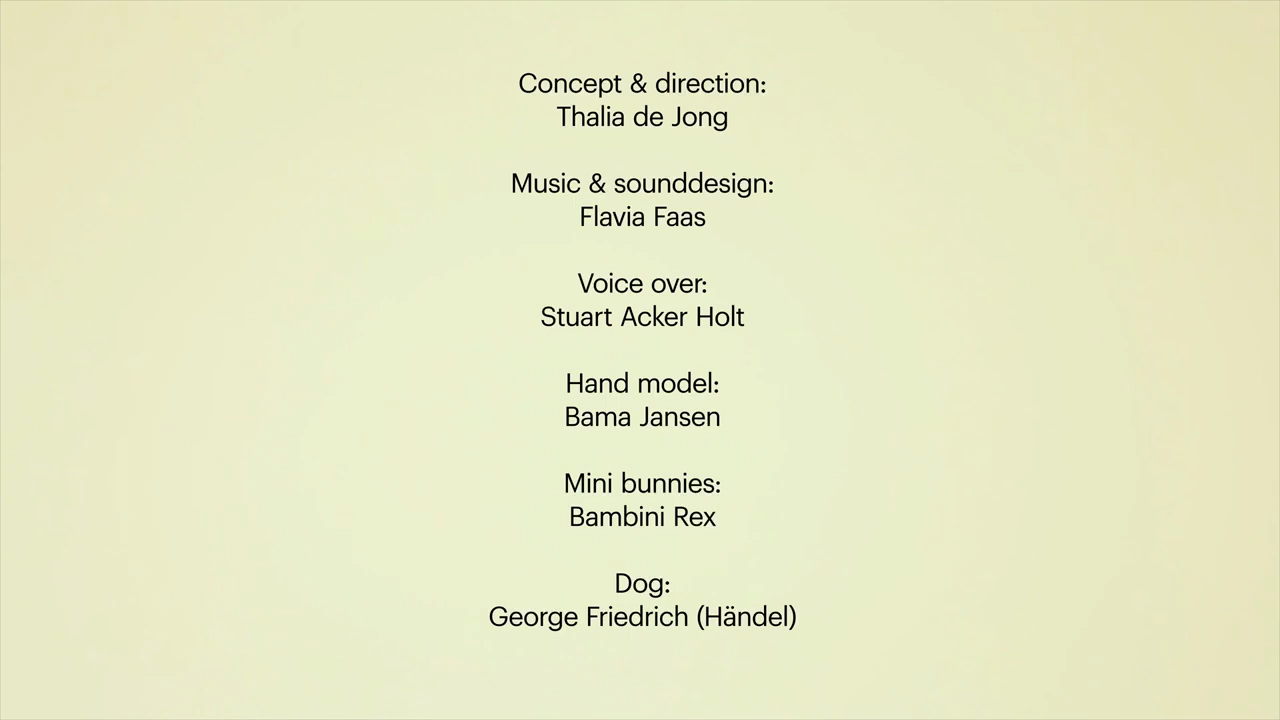 Concept & direction:
Thalia de Jong
Music & sounddesign:
Flavia Faas
Voice over:
Stuart Acker Holt
Hand model:
Bama Jansen
Mini bunnies:
Bambini Rex
Dog:
George Friedrich (Händel)